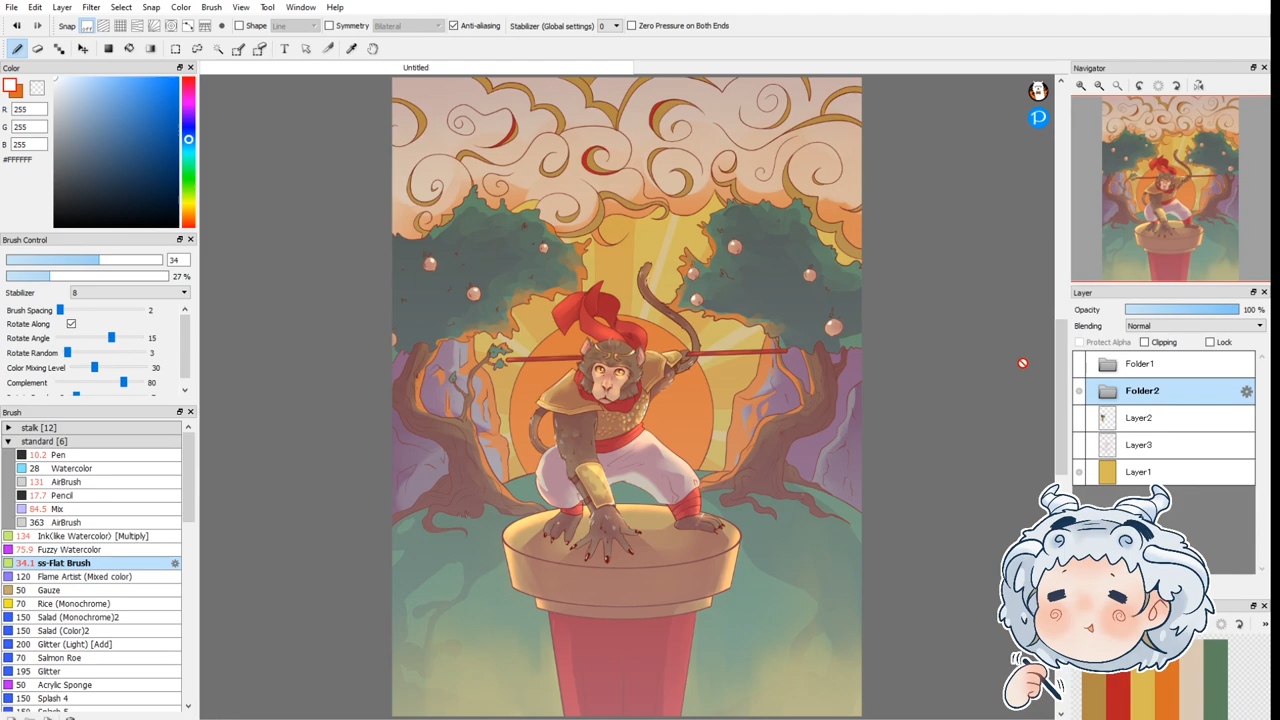 File Edit Layer Filter Select Snap Color Brush View Tool Window Help
Snap off Shape Line Symmetry Bilateral Anti-aliasing Stabilizer (Global settings) 0 Zero Pressure on Both Ends
Color
Untitled
Navigator
R 255
G 255
B 255
#FFFFFF
Brush Control
34
27 %
Stabilizer 8
Brush Spacing 2
Rotate Along
Rotate Angle 15
Rotate Random 3
Color Mixing Level 30
Complement 80
Brush
stalk [12]
standard [6]
10.2 Pen
28 Watercolor
131 AirBrush
17.7 Pencil
84.5 Mix
363 AirBrush
134 Ink(like Watercolor) [Multiply]
75.9 Fuzzy Watercolor
34.1 ss-Flat Brush
120 Flame Artist (Mixed color)
50 Gauze
70 Rice (Monochrome)
150 Salad (Monochrome)2
150 Salad (Color)2
200 Glitter (Light) [Add]
70 Salmon Roe
195 Glitter
50 Acrylic Sponge
150 Splash 4
150 Splash 5
Layer
Opacity 100 %
Blending Normal
Protect Alpha Clipping Lock
Folder1
Folder2
Layer2
Layer3
Layer1